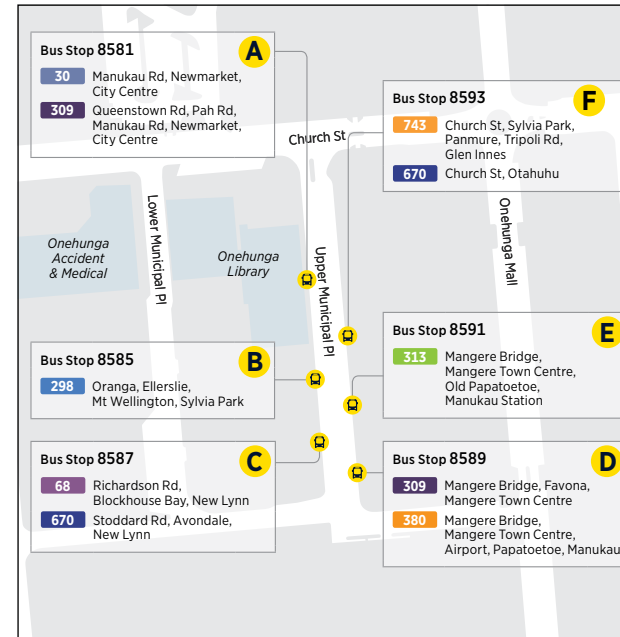 Bus Stop 8581
A
30
Manukau Rd, Newmarket,
City Centre
309
Queenstown Rd, Pah Rd,
Manukau Rd, Newmarket,
City Centre
Bus Stop 8593
F
743
Church St, Sylvia Park,
Panmure, Tripoli Rd,
Glen Innes
670
Church St, Otahuhu
Church St
Lower Municipal Pl
Onehunga
Accident
& Medical
Onehunga
Library
Upper Municipal Pl
Onehunga Mall
Bus Stop 8585
B
298
Oranga, Ellerslie,
Mt Wellington, Sylvia Park
Bus Stop 8591
E
313
Mangere Bridge,
Mangere Town Centre,
Old Papatoetoe,
Manukau Station
Bus Stop 8587
C
68
Richardson Rd,
Blockhouse Bay, New Lynn
670
Stoddard Rd, Avondale,
New Lynn
Bus Stop 8589
D
309
Mangere Bridge, Favona,
Mangere Town Centre
380
Mangere Bridge,
Mangere Town Centre,
Airport, Papatoetoe, Manukau